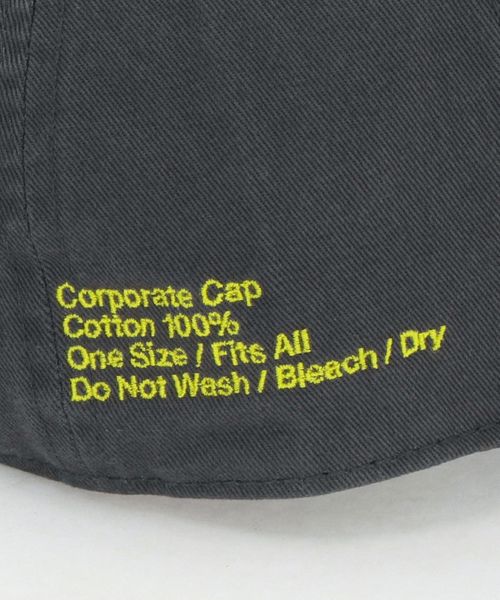 Corporate Cap
Cotton 100%
One Size / Fits All
Do Not Wash / Bleach / Dry